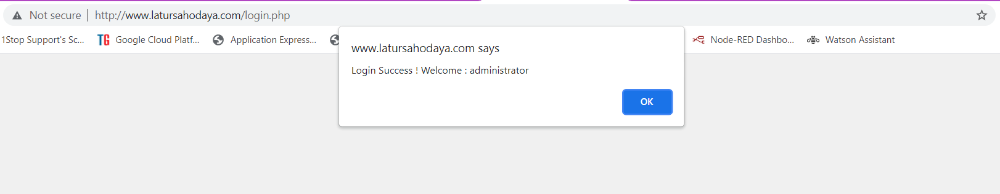 Not secure | http://www.latursahodaya.com/login.php
1Stop Support's Sc... TG Google Cloud Platf... Application Express... Node-RED Dashbo... Watson Assistant
www.latursahodaya.com says
Login Success ! Welcome : administrator
OK